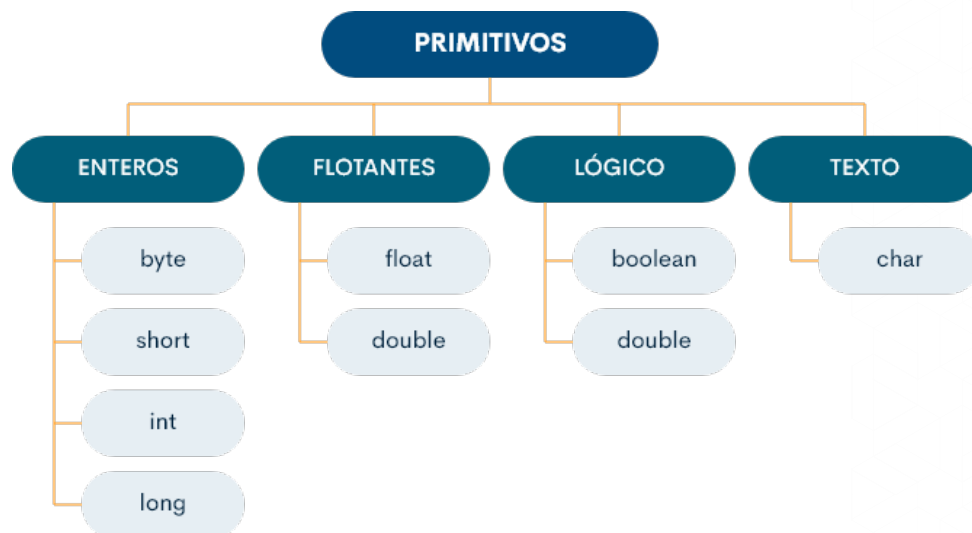 PRIMITIVOS
ENTEROS
FLOTANTES
LÓGICO
TEXTO
byte
float
boolean
char
short
double
double
int
long